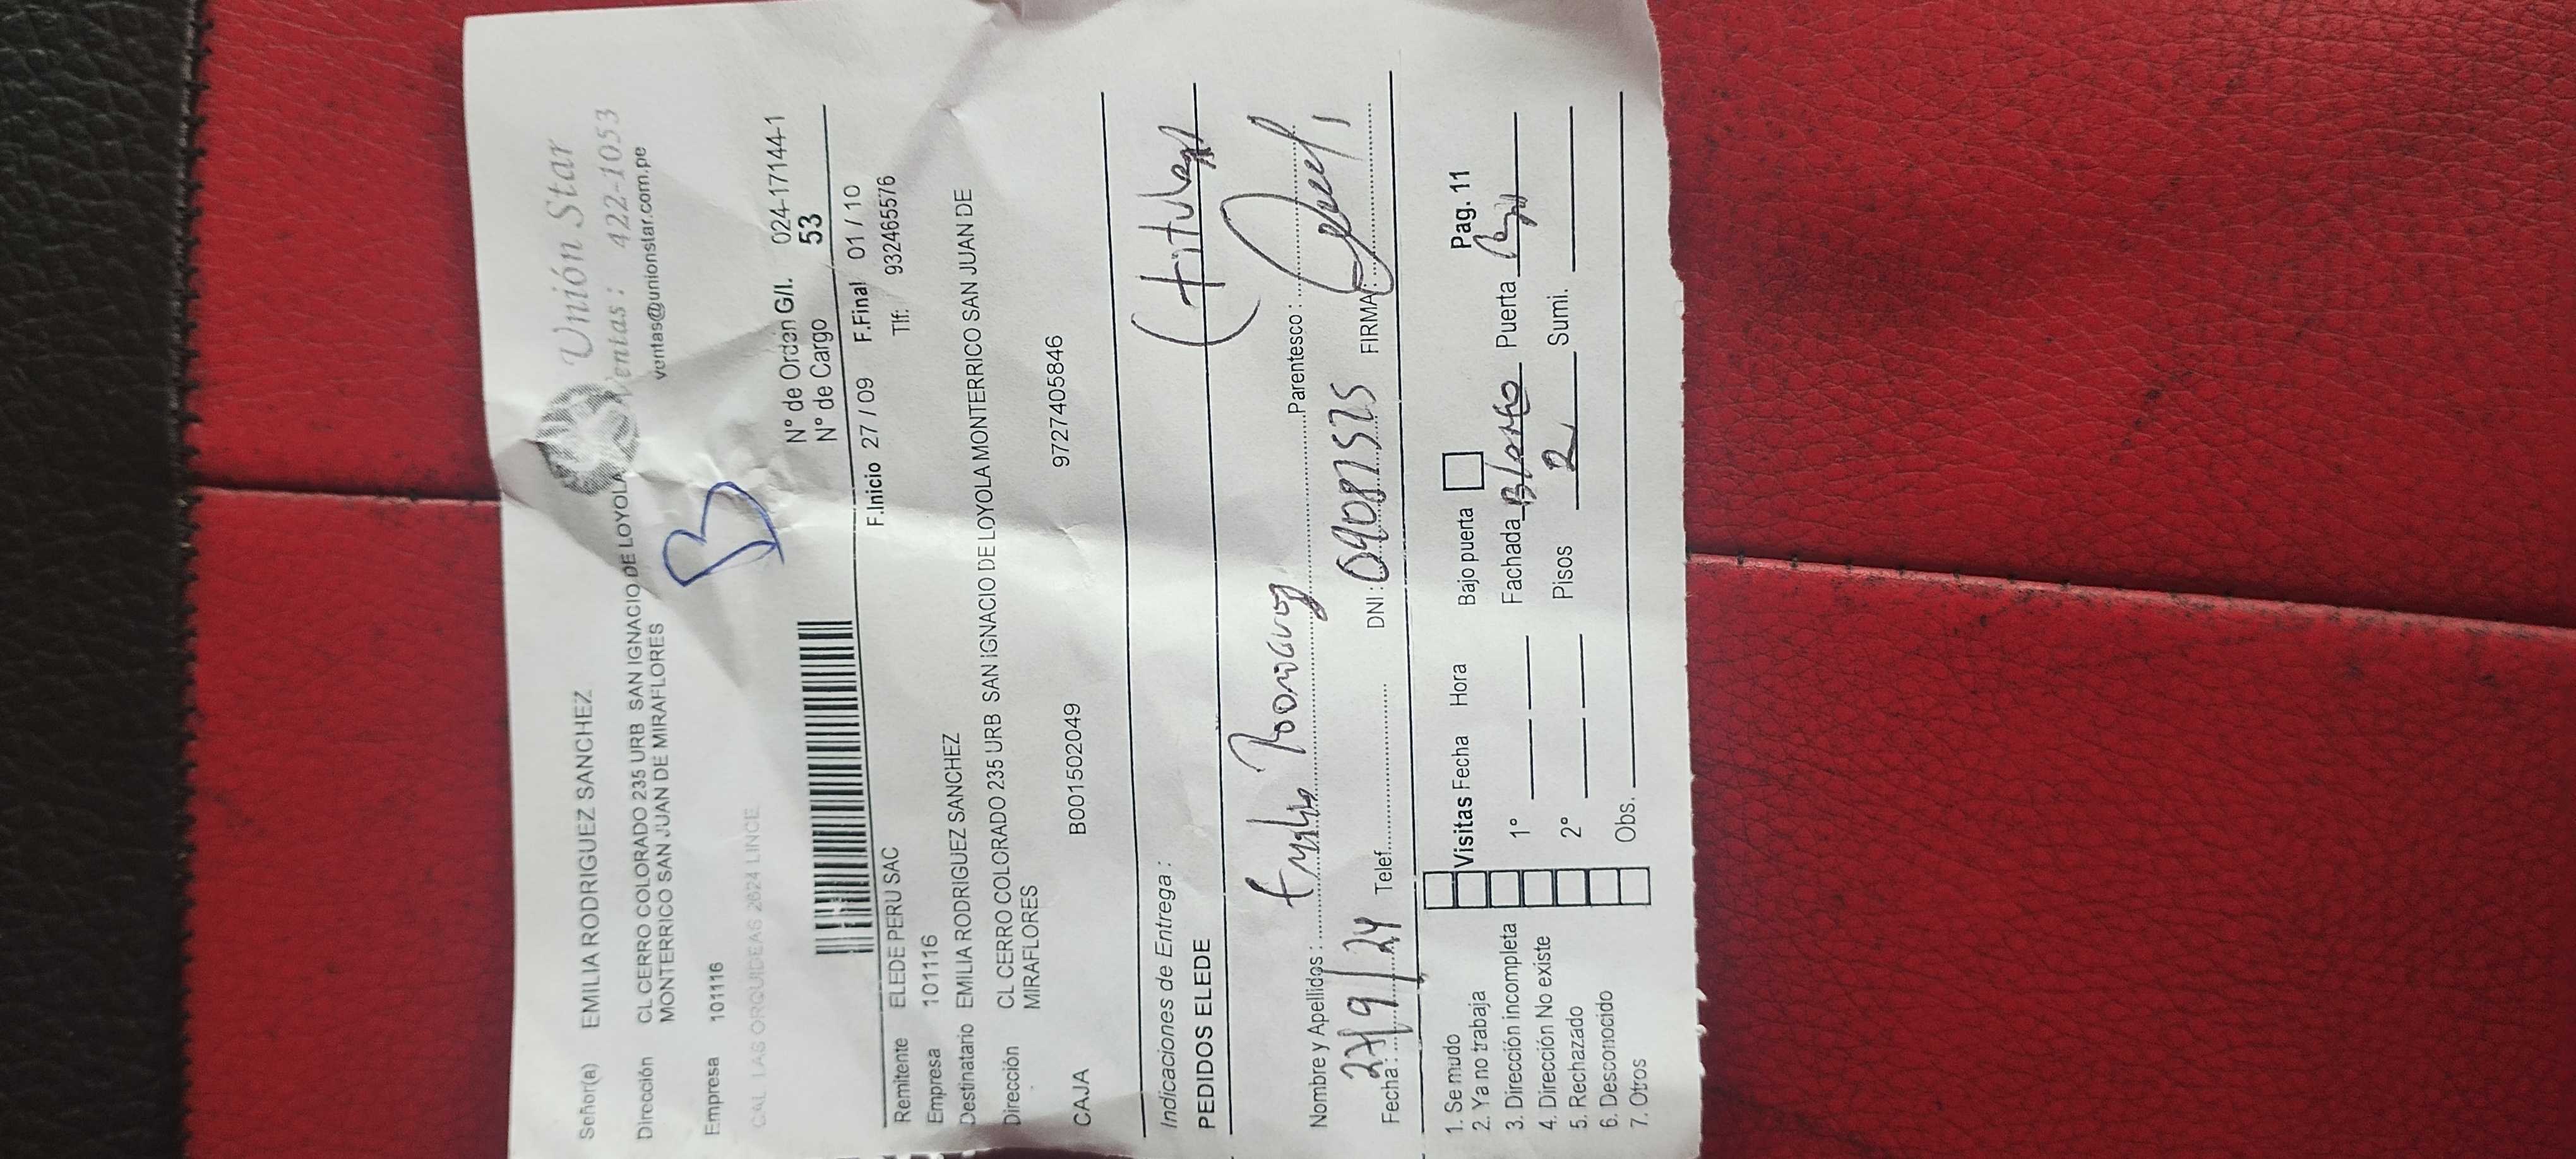 Unión Star
Ventas : 422-1053
ventas@unionstar.com.pe
Señor(a) EMILIA RODRIGUEZ SANCHEZ
Dirección CL CERRO COLORADO 235 URB SAN IGNACIO DE LOYOLA
MONTERRICO SAN JUAN DE MIRAFLORES
B
Empresa 101116
CAL LAS ORQUIDEAS 2624 LINCE
N° de Orden G/I. 024-171444-1
N° de Cargo 53
F.Inicio 27 / 09 F.Final 01 / 10
Remitente ELEDE PERU SAC Tlf: 932465576
Empresa 101116
Destinatario EMILIA RODRIGUEZ SANCHEZ
Dirección CL CERRO COLORADO 235 URB SAN IGNACIO DE LOYOLA MONTERRICO SAN JUAN DE
MIRAFLORES
CAJA B001502049 9727405846
Indicaciones de Entrega :
PEDIDOS ELEDE
(titular
Nombre y Apellidos : Parentesco :
Fecha : 27/9/24 Telef. DNI : FIRMA :
1. Se mudo
2. Ya no trabaja
3. Dirección incompleta
4. Dirección No existe
5. Rechazado
6. Desconocido
7. Otros
Visitas Fecha Hora Bajo puerta Pag. 11
1° Fachada Puerta
2° Pisos 2 Sumi.
Obs.